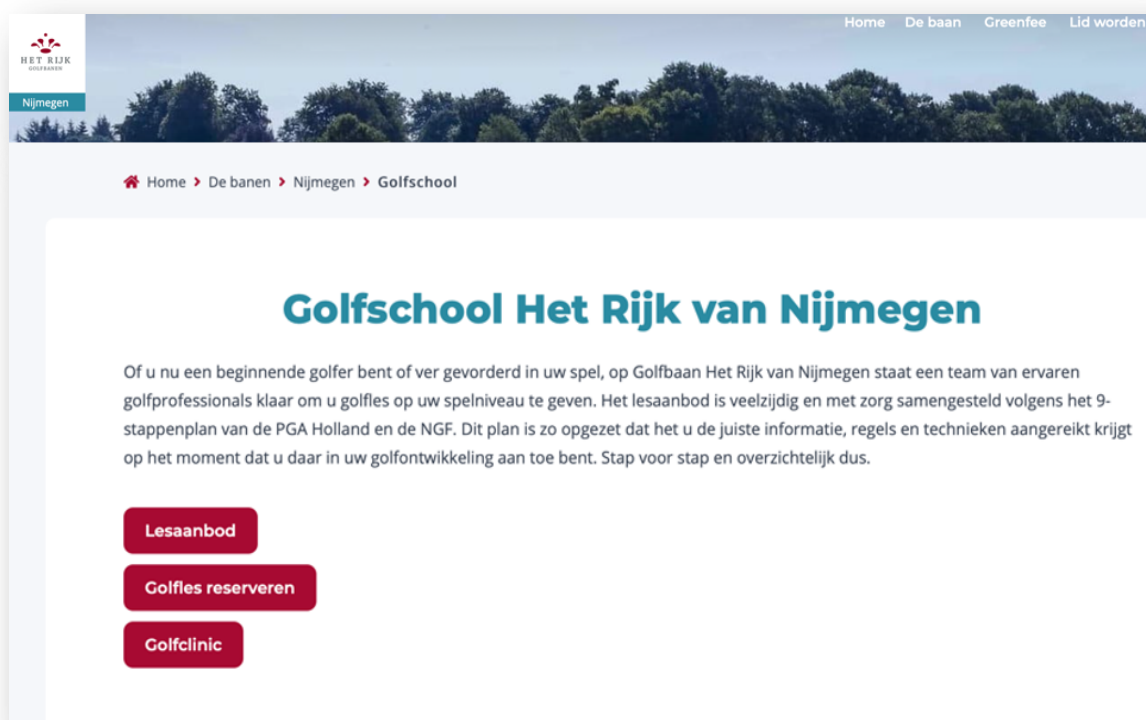 Home De baan Greenfee Lid worden
HET RIJK
GOLFBANEN
Nijmegen
Home De banen Nijmegen Golfschool
Golfschool Het Rijk van Nijmegen
Of u nu een beginnende golfer bent of ver gevorderd in uw spel, op Golfbaan Het Rijk van Nijmegen staat een team van ervaren
golfprofessionals klaar om u golfles op uw spelniveau te geven. Het lesaanbod is veelzijdig en met zorg samengesteld volgens het 9-
stappenplan van de PGA Holland en de NGF. Dit plan is zo opgezet dat het u de juiste informatie, regels en technieken aangereikt krijgt
op het moment dat u daar in uw golfontwikkeling aan toe bent. Stap voor stap en overzichtelijk dus.
Lesaanbod
Golfles reserveren
Golfclinic